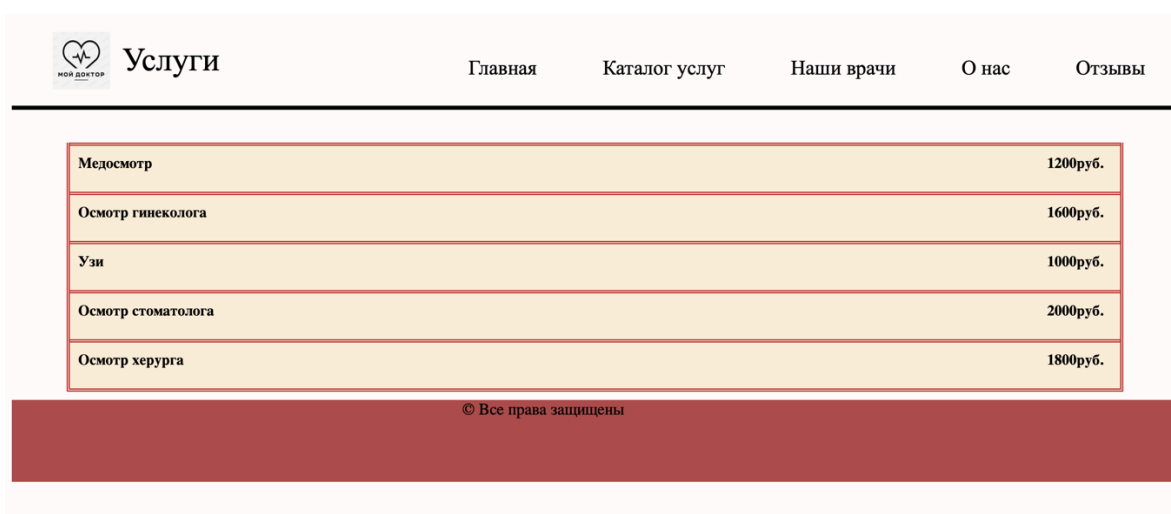 МОЙ ДОКТОР
Услуги
Главная Каталог услуг Наши врачи О нас Отзывы
Медосмотр 1200руб.
Осмотр гинеколога 1600руб.
Узи 1000руб.
Осмотр стоматолога 2000руб.
Осмотр херурга 1800руб.
© Все права защищены